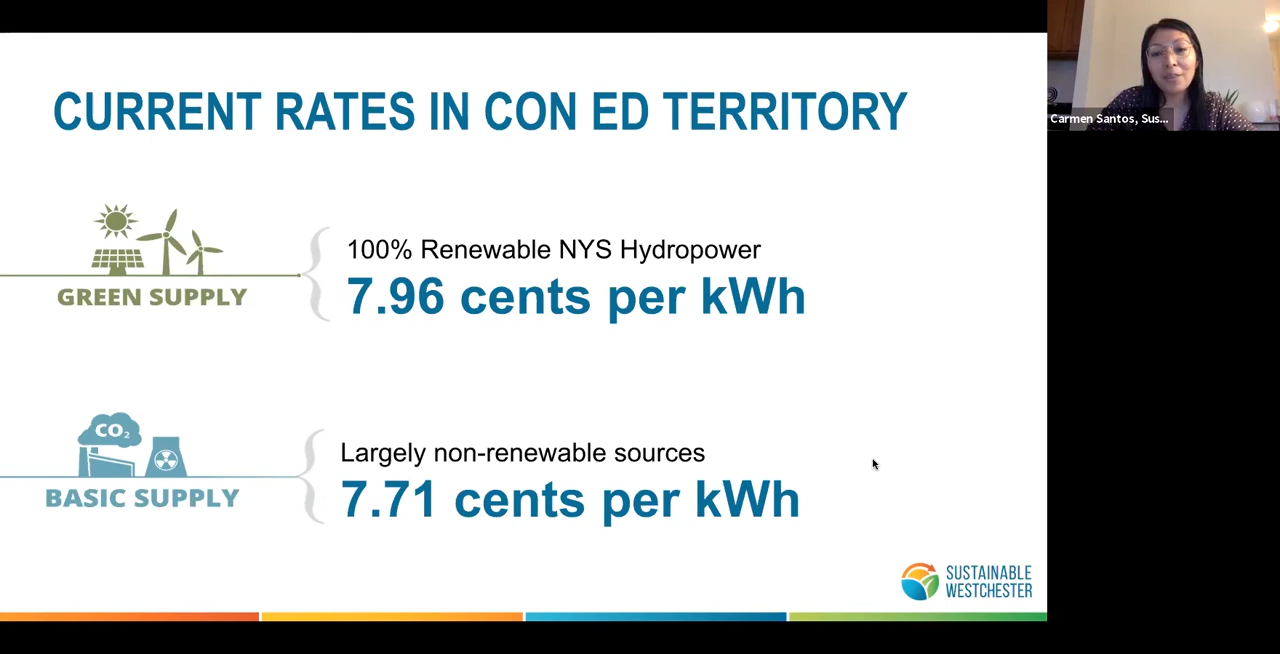 CURRENT RATES IN CON ED TERRITORY
Carmen Santos, Sus...
100% Renewable NYS Hydropower
7.96 cents per kWh
GREEN SUPPLY
CO2
Largely non-renewable sources
7.71 cents per kWh
BASIC SUPPLY
SUSTAINABLE
WESTCHESTER